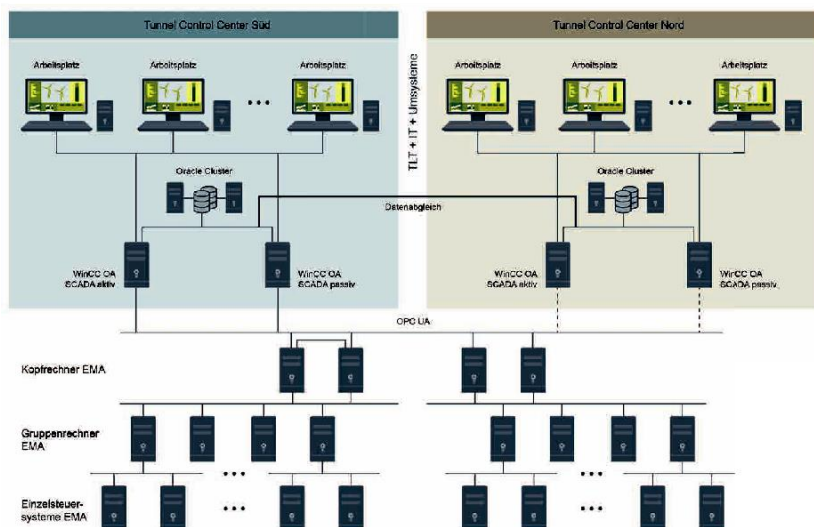 Tunnel Control Center Süd
Tunnel Control Center Nord
Arbeitsplatz
Arbeitsplatz
Arbeitsplatz
Arbeitsplatz
Arbeitsplatz
Arbeitsplatz
TLT + IT + Umsysteme
Oracle Cluster
Oracle Cluster
Datenabgleich
WinCC OA
SCADA aktiv
WinCC OA
SCADA passiv
WinCC OA
SCADA aktiv
WinCC OA
SCADA passiv
OPC UA
Kopfrechner EMA
Gruppenrechner
EMA
Einzelsteuer-
systeme EMA